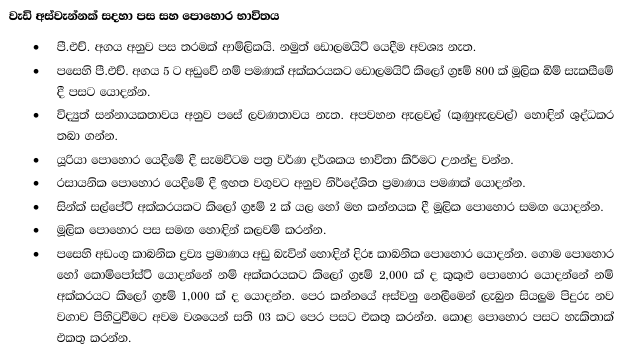 වැඩි අස්වැන්නක් සඳහා පස සහ පොහොර භාවිතය
• පී.එච්. අගය අනුව පස තරමක් ආම්ලිකයි. නමුත් ඩොලමයිට් යෙදීම අවශ්‍ය නැත.
• පසෙහි පී.එච්. අගය 5 ට අඩුවේ නම් පමණක් අක්කරයකට ඩොලමයිට් කිලෝ ග්‍රෑම් 800 ක් මූලික බිම් සැකසීමේ
දී පසට යොදන්න.
• විද්‍යුත් සන්නායකතාවය අනුව පසේ ලවණතාවය නැත. අපවහන ඇලවල් (කුණුඇලවල්) හොඳින් ශුද්ධකර
තබා ගන්න.
• යූරියා පොහොර යෙදීමේ දී සැමවිටම පත්‍ර වර්ණ දර්ශකය භාවිතා කිරීමට උනන්දු වන්න.
• රසායනික පොහොර යෙදීමේ දී ඉහත වගුවට අනුව නිර්දේශිත ප්‍රමාණය පමණක් යොදන්න.
• සින්ක් සල්පේට් අක්කරයකට කිලෝ ග්‍රෑම් 2 ක් යල හෝ මහ කන්නයක දී මූලික පොහොර සමඟ යොදන්න.
• මූලික පොහොර පස සමඟ හොඳින් කලවම් කරන්න.
• පසෙහි අඩංගු කාබනික ද්‍රව්‍ය ප්‍රමාණය අඩු බැවින් හොඳින් දිරූ කාබනික පොහොර යොදන්න. ගොම පොහොර
හෝ කොම්පෝස්ට් යොදන්නේ නම් අක්කරයකට කිලෝ ග්‍රෑම් 2,000 ක් ද කුකුළු පොහොර යොදන්නේ නම්
අක්කරයට කිලෝ ග්‍රෑම් 1,000 ක් ද යොදන්න. පෙර කන්නයේ අස්වනු නෙලීමෙන් ලැබුන සියලුම පිදුරු නව
වගාව පිහිටුවීමට අවම වශයෙන් සති 03 කට පෙර පසට එකතු කරන්න. කොළ පොහොර පසට හැකිතාක්
එකතු කරන්න.